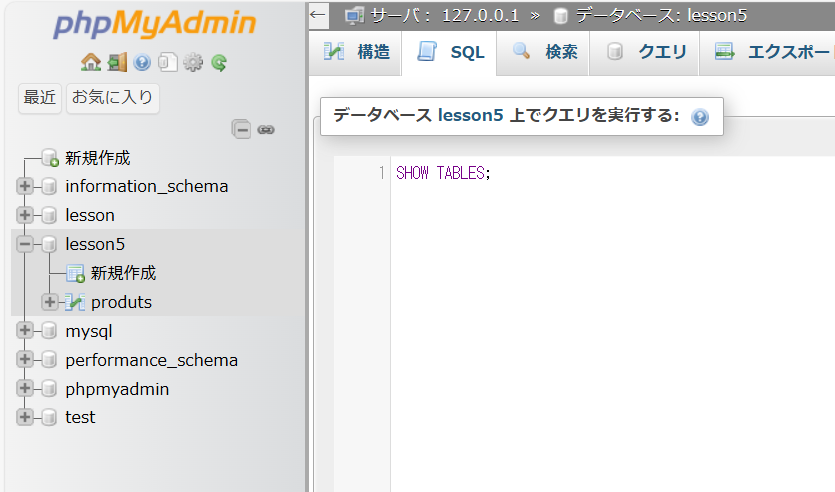 phpMyAdmin
最近 お気に入り
新規作成
information_schema
lesson
lesson5
新規作成
produts
mysql
performance_schema
phpmyadmin
test
← サーバ: 127.0.0.1 » データベース: lesson5
構造 SQL 検索 クエリ エクスポー
データベース lesson5 上でクエリを実行する:
1 SHOW TABLES;